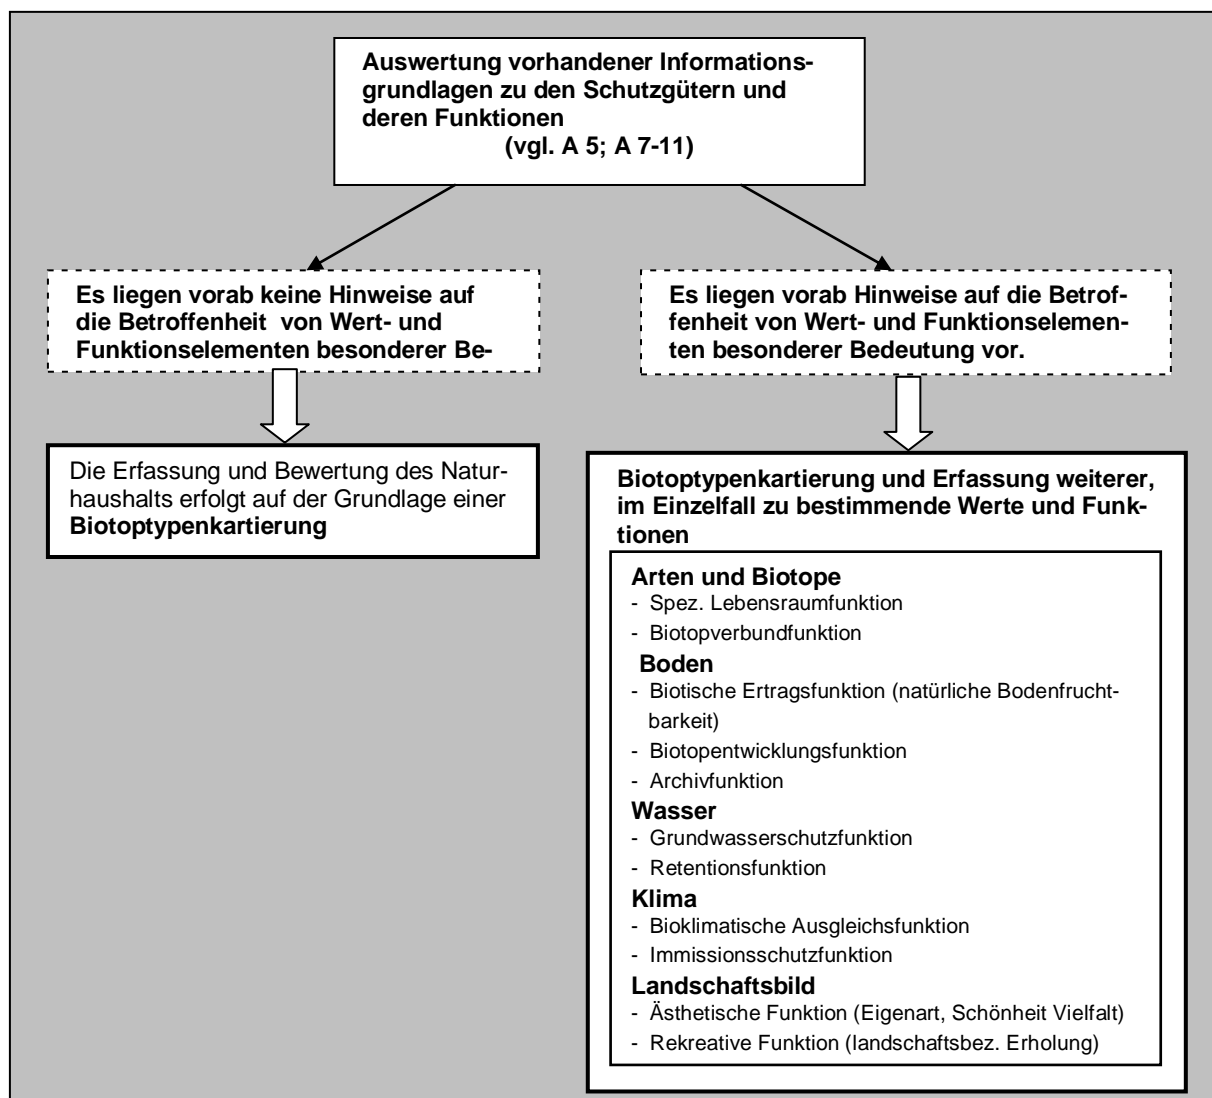 Auswertung vorhandener Informations-
grundlagen zu den Schutzgütern und
deren Funktionen
(vgl. A 5; A 7-11)
Es liegen vorab keine Hinweise auf
die Betroffenheit von Wert- und
Funktionselementen besonderer Be-
Es liegen vorab Hinweise auf die Betrof-
fenheit von Wert- und Funktionselemen-
ten besonderer Bedeutung vor.
Die Erfassung und Bewertung des Natur-
haushalts erfolgt auf der Grundlage einer
Biotoptypenkartierung
Biotoptypenkartierung und Erfassung weiterer,
im Einzelfall zu bestimmende Werte und Funk-
tionen
Arten und Biotope
- Spez. Lebensraumfunktion
- Biotopverbundfunktion
Boden
- Biotische Ertragsfunktion (natürliche Bodenfrucht-
barkeit)
- Biotopentwicklungsfunktion
- Archivfunktion
Wasser
- Grundwasserschutzfunktion
- Retentionsfunktion
Klima
- Bioklimatische Ausgleichsfunktion
- Immissionsschutzfunktion
Landschaftsbild
- Ästhetische Funktion (Eigenart, Schönheit Vielfalt)
- Rekreative Funktion (landschaftsbez. Erholung)